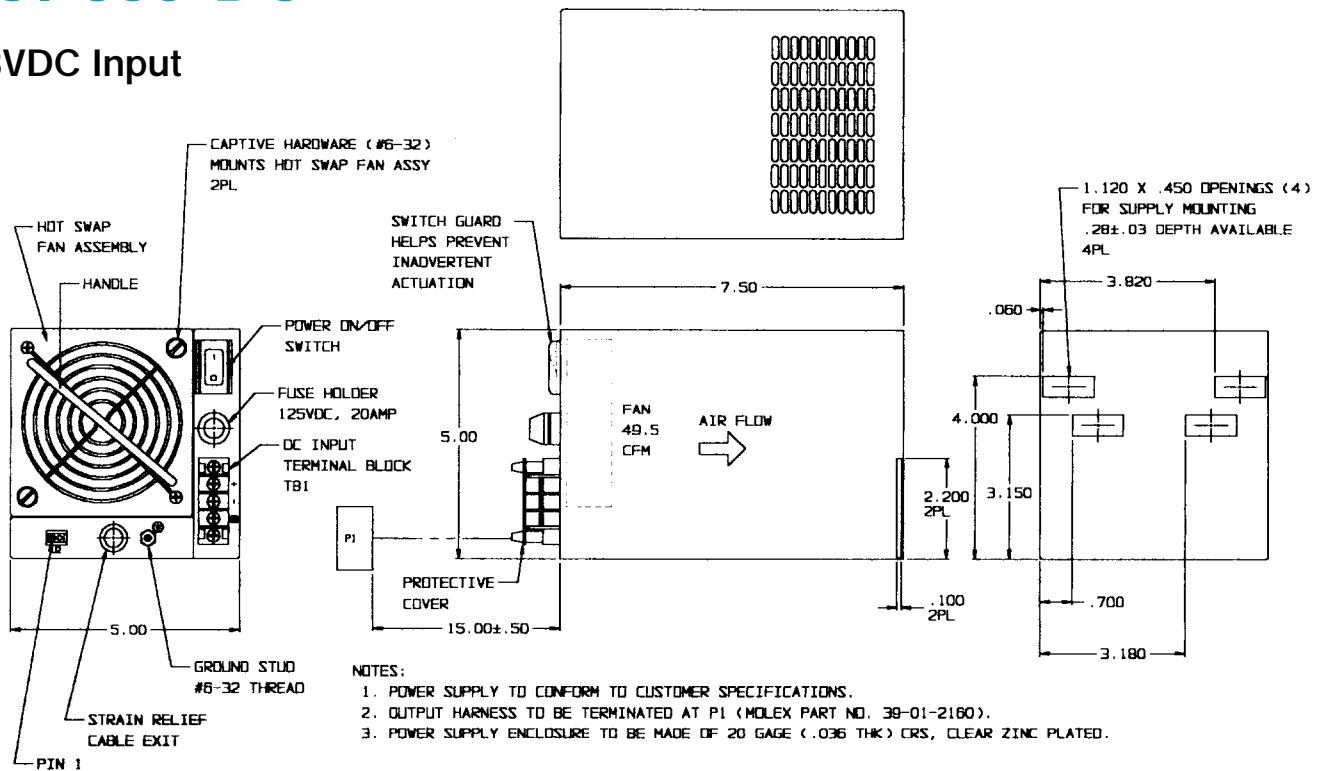 VDC Input
CAPTIVE HARDWARE (#6-32)
MOUNTS HOT SWAP FAN ASSY
2PL
HOT SWAP
FAN ASSEMBLY
HANDLE
POWER ON/OFF
SWITCH
FUSE HOLDER
125VDC, 20AMP
DC INPUT
TERMINAL BLOCK
TB1
5.00
GROUND STUD
#6-32 THREAD
STRAIN RELIEF
CABLE EXIT
PIN 1
SWITCH GUARD
HELPS PREVENT
INADVERTENT
ACTUATION
7.50
5.00
FAN
49.5
CFM
AIR FLOW
P1
PROTECTIVE
COVER
15.00±.50
2.200
2PL
.100
2PL
1.120 X .450 OPENINGS (4)
FOR SUPPLY MOUNTING
.28±.03 DEPTH AVAILABLE
4PL
3.820
.060
4.000
3.150
.700
3.180
NOTES:
1. POWER SUPPLY TO CONFORM TO CUSTOMER SPECIFICATIONS.
2. OUTPUT HARNESS TO BE TERMINATED AT P1 (MOLEX PART NO. 39-01-2160).
3. POWER SUPPLY ENCLOSURE TO BE MADE OF 20 GAGE (.036 THK) CRS, CLEAR ZINC PLATED.